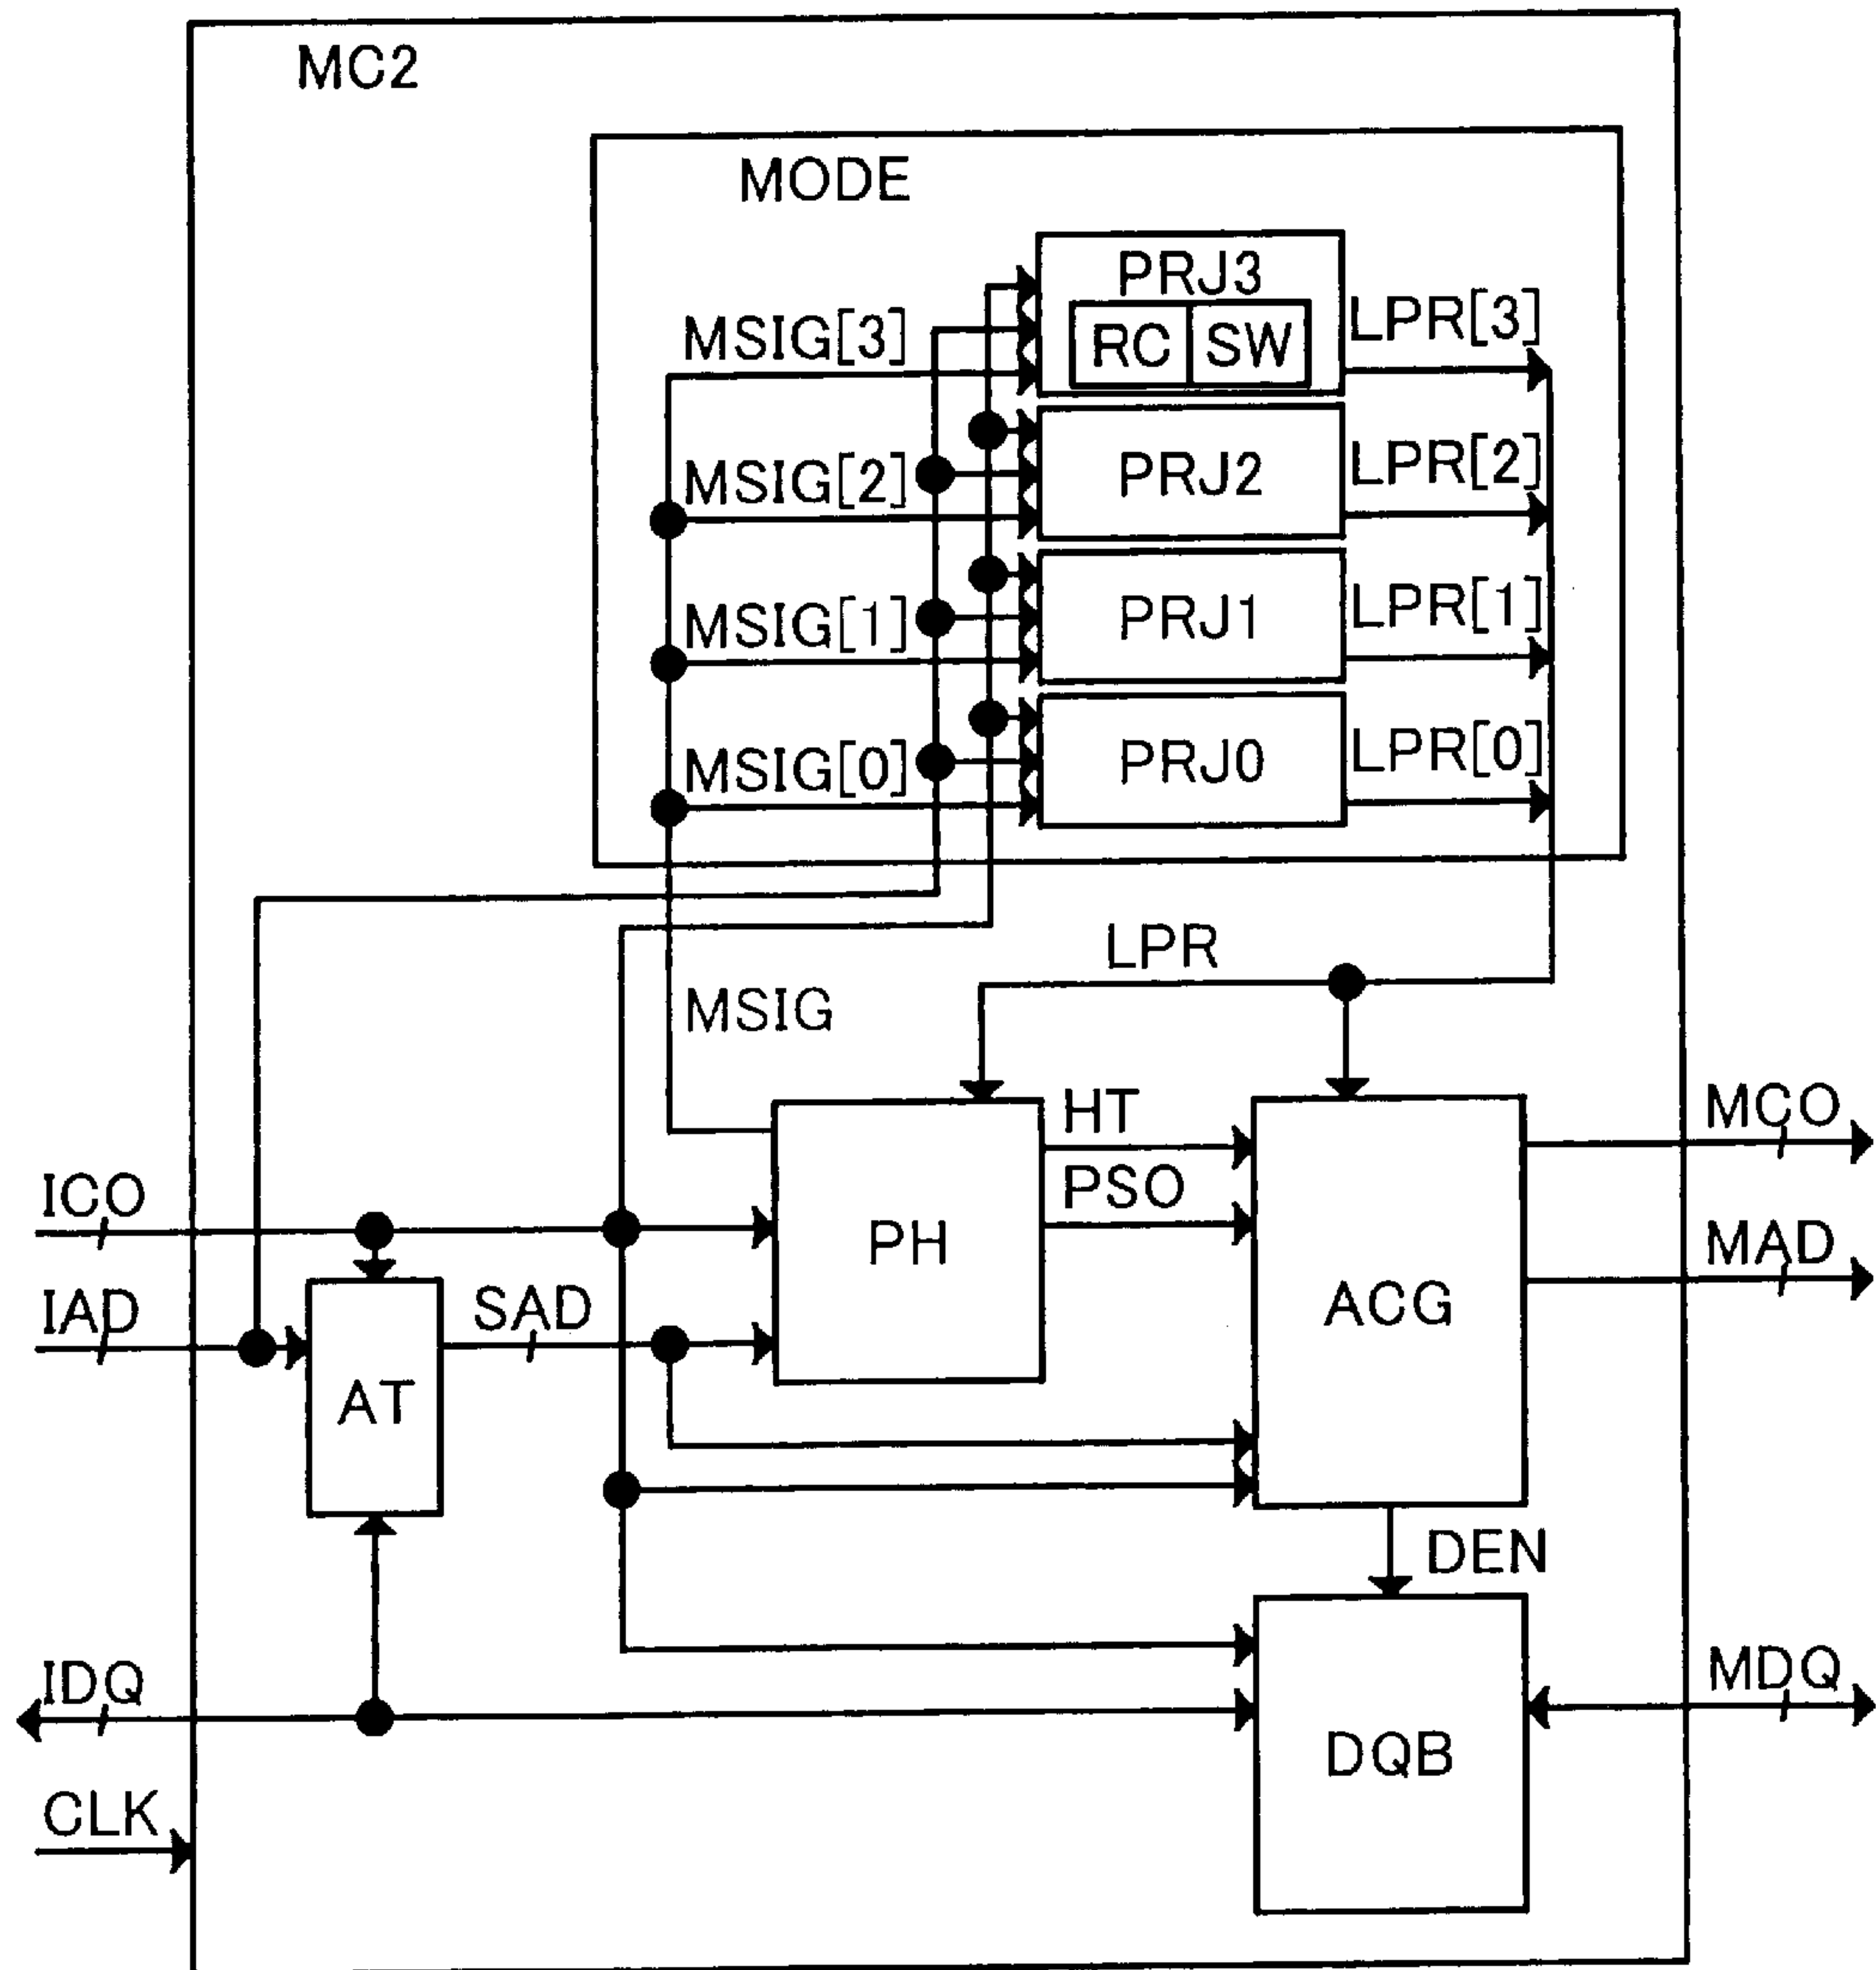 MC2
MODE
PRJ3
MSIG[3]
RC SW
LPR[3]
MSIG[2]
PRJ2
LPR[2]
MSIG[1]
PRJ1
LPR[1]
MSIG[0]
PRJ0
LPR[0]
LPR
MSIG
HT
MCO
ICO
PSO
PH
MAD
IAD
SAD
ACG
AT
DEN
IDQ
MDQ
DQB
CLK